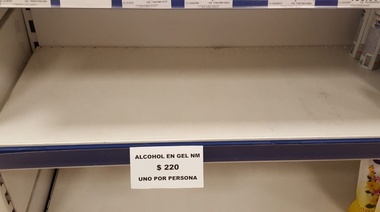 ALCOHOL EN GEL NM
$ 220
UNO POR PERSONA